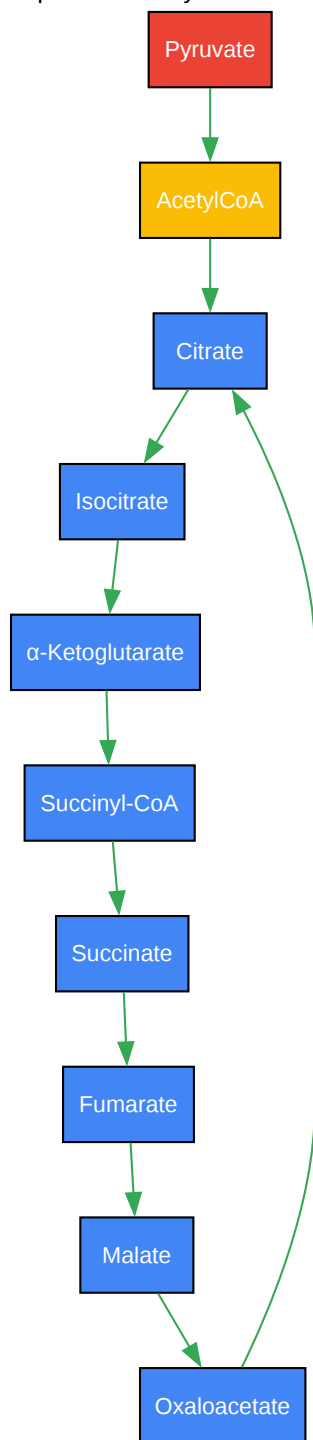 Pyruvate
AcetylCoA
Citrate
Isocitrate
α-Ketoglutarate
Succinyl-CoA
Succinate
Fumarate
Malate
Oxaloacetate